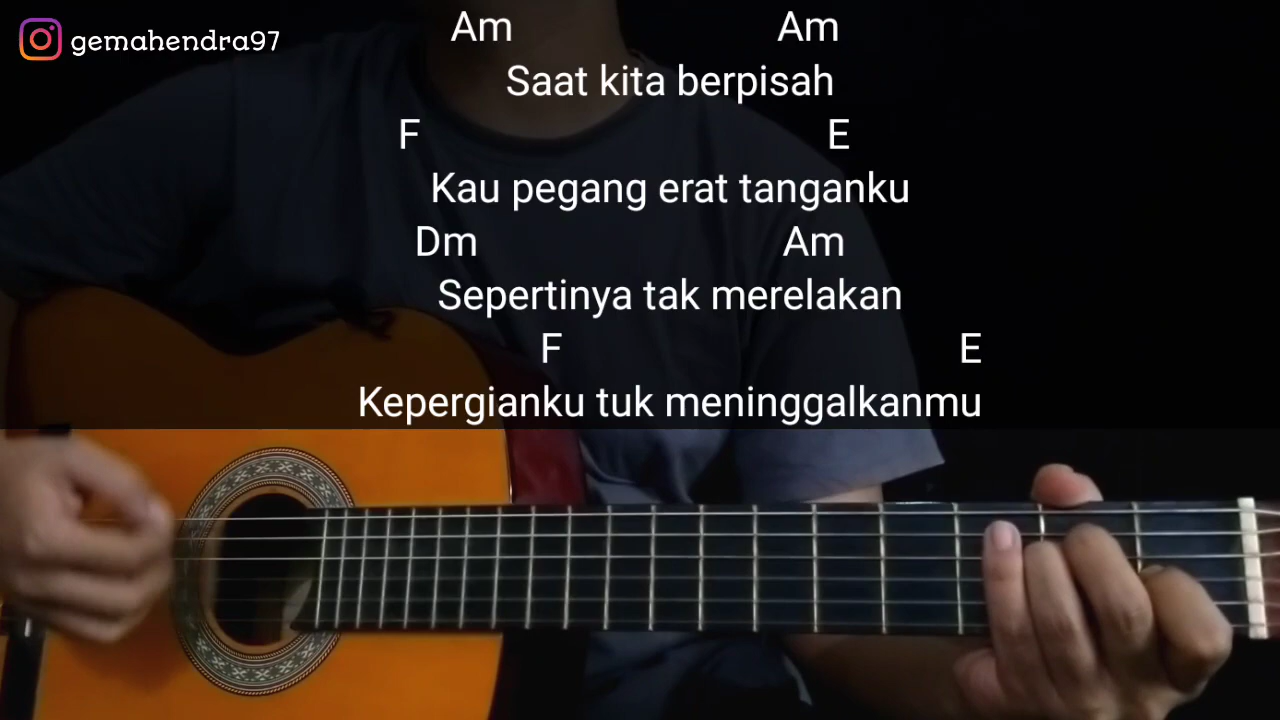 gemahendra97
Am Am
Saat kita berpisah
F E
Kau pegang erat tanganku
Dm Am
Sepertinya tak merelakan
F E
Kepergianku tuk meninggalkanmu